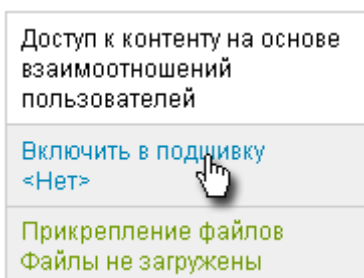 Доступ к контенту на основе
взаимоотношений
пользователей
Включить в подшивку
<Нет>
Прикрепление файлов
Файлы не загружены